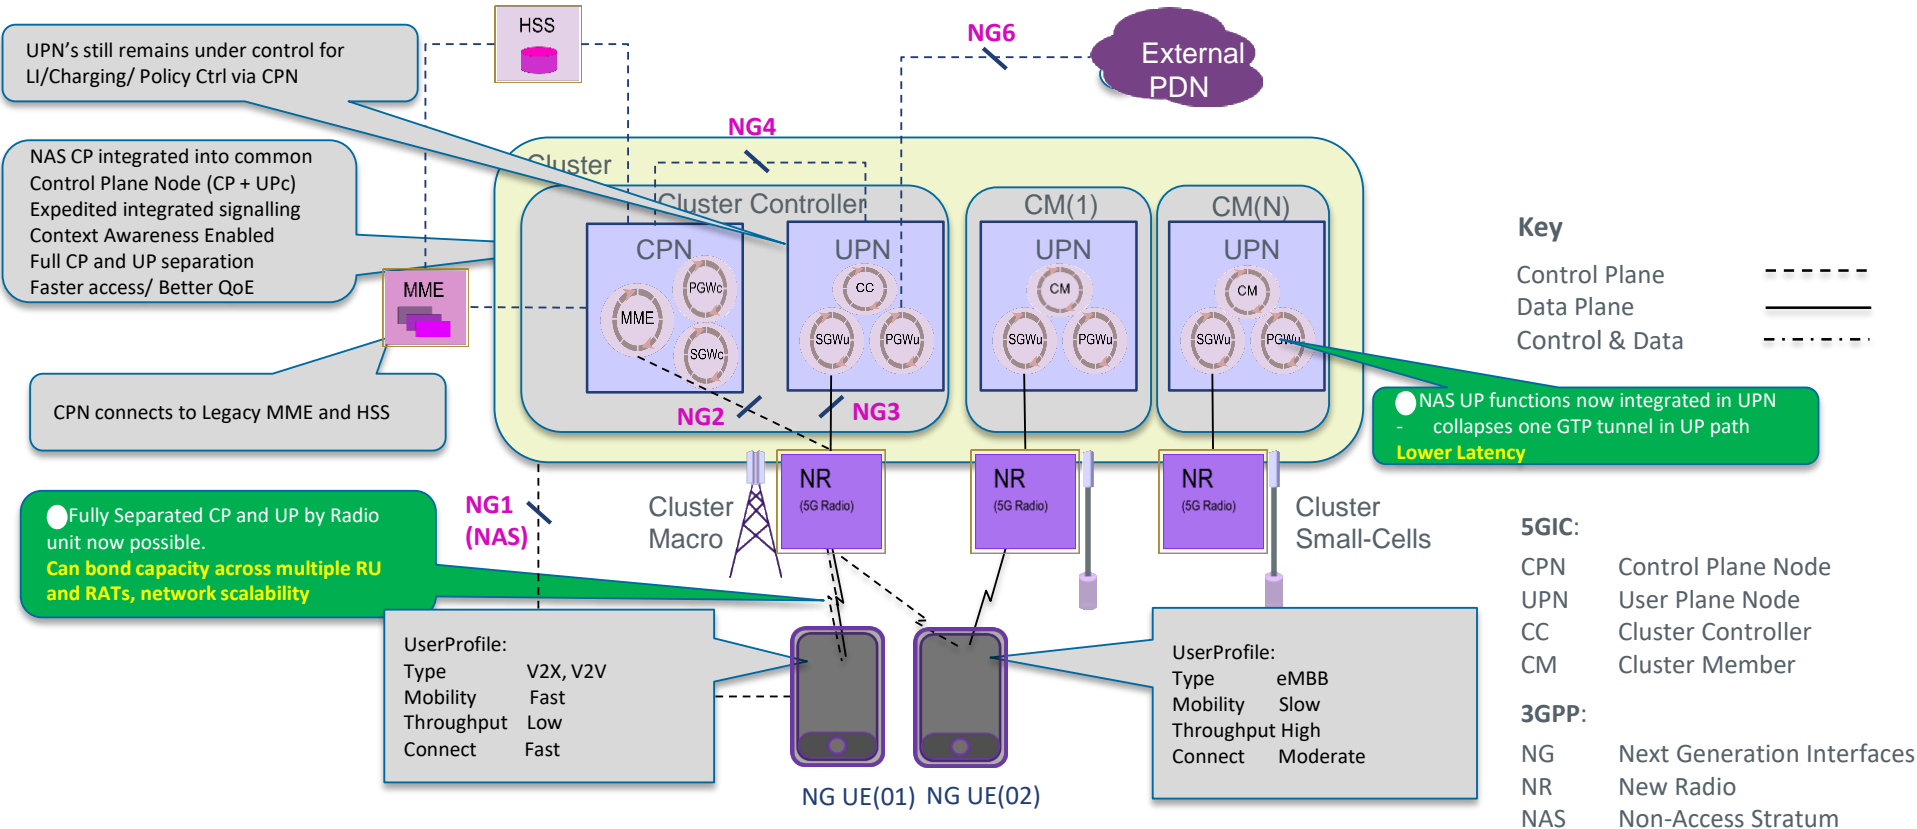 HSS
NG6
External
PDN
UPN's still remains under control for
LI/Charging/ Policy Ctrl via CPN
NG4
NAS CP integrated into common
Control Plane Node (CP + UPc)
Expedited integrated signalling
Context Awareness Enabled
Full CP and UP separation
Faster access/ Better QoE
Cluster
Cluster Controller
CM(1)
CM(N)
CPN
UPN
UPN
UPN
MME
PGWc
MME
SGWc
CC
SGWu
PGWu
CM
SGWu
PGWu
CM
SGWu
PGWu
Key
Control Plane
Data Plane
Control & Data
CPN connects to Legacy MME and HSS
NG2
NG3
NAS UP functions now integrated in UPN
- collapses one GTP tunnel in UP path
Lower Latency
NG1
(NAS)
Cluster
Macro
NR
(5G Radio)
NR
(5G Radio)
NR
(5G Radio)
Cluster
Small-Cells
Fully Separated CP and UP by Radio
unit now possible.
Can bond capacity across multiple RU
and RATs, network scalability
UserProfile:
Type V2X, V2V
Mobility Fast
Throughput Low
Connect Fast
UserProfile:
Type eMBB
Mobility Slow
Throughput High
Connect Moderate
NG UE(01) NG UE(02)
5GIC:
CPN Control Plane Node
UPN User Plane Node
CC Cluster Controller
CM Cluster Member
3GPP:
NG Next Generation Interfaces
NR New Radio
NAS Non-Access Stratum